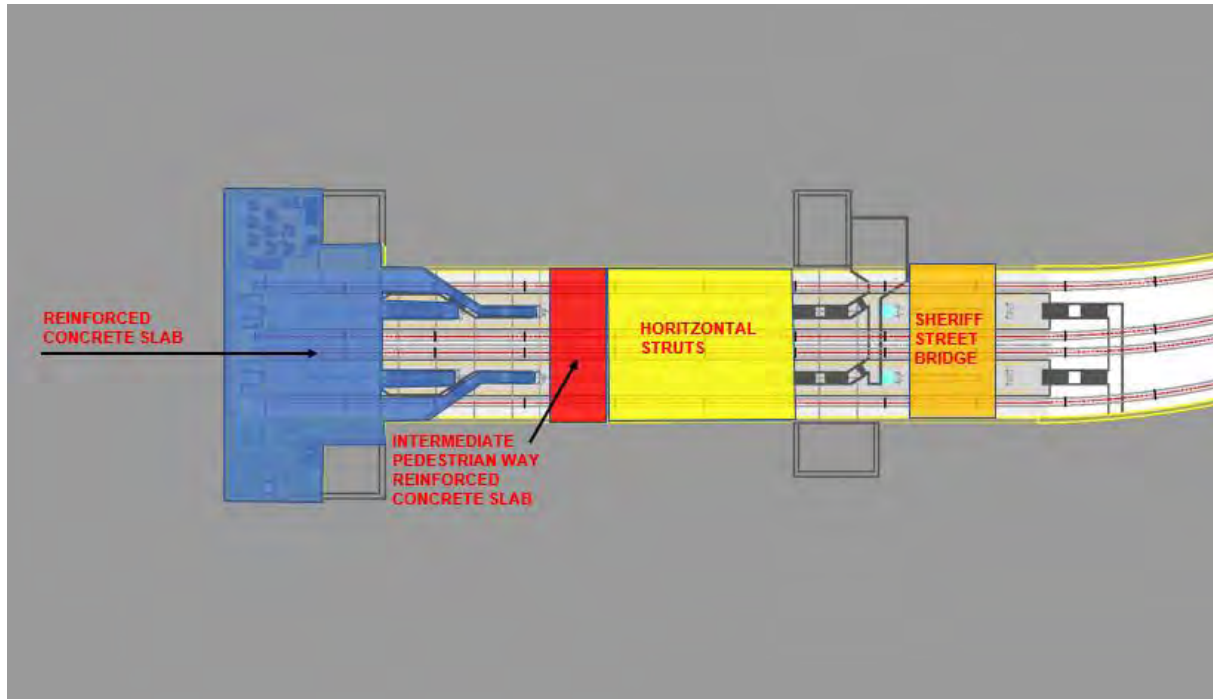 REINFORCED
CONCRETE SLAB
INTERMEDIATE
PEDESTRIAN WAY
REINFORCED
CONCRETE SLAB
HORITZONTAL
STRUTS
SHERIFF
STREET
BRIDGE